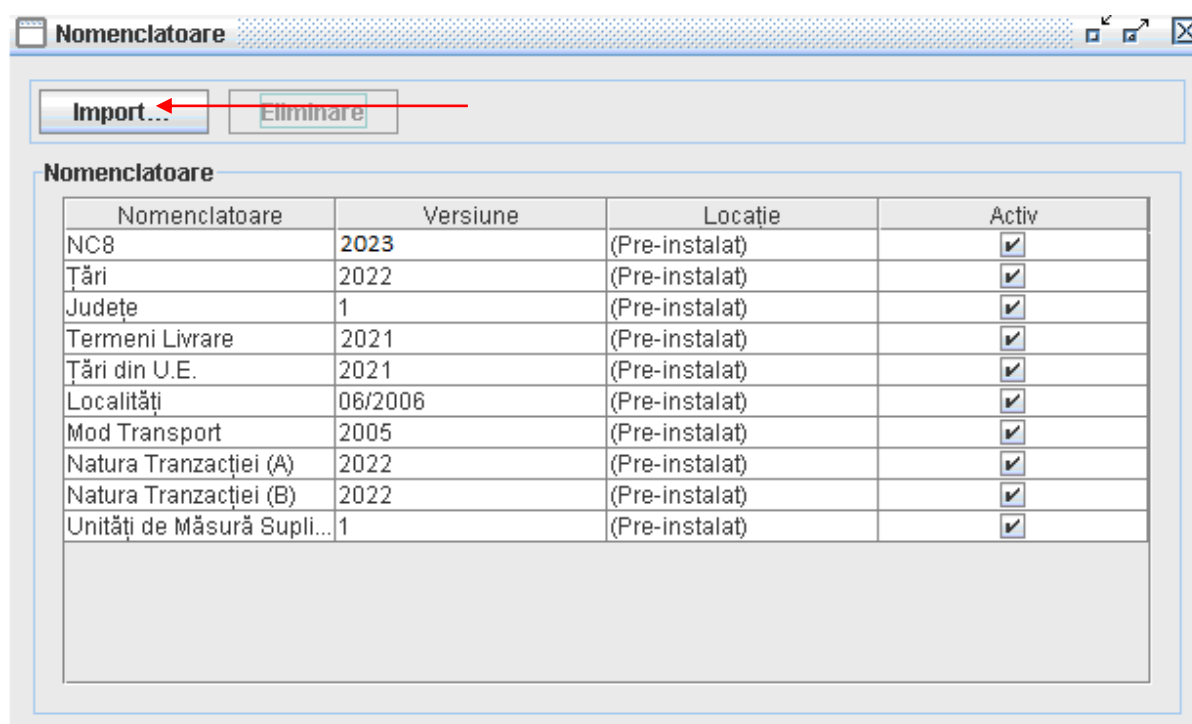 Nomenclatoare
Import... Eliminare
Nomenclatoare
Nomenclatoare Versiune Locație Activ
NC8 2023 (Pre-instalat)
Țări 2022 (Pre-instalat)
Județe 1 (Pre-instalat)
Termeni Livrare 2021 (Pre-instalat)
Țări din U.E. 2021 (Pre-instalat)
Localități 06/2006 (Pre-instalat)
Mod Transport 2005 (Pre-instalat)
Natura Tranzacției (A) 2022 (Pre-instalat)
Natura Tranzacției (B) 2022 (Pre-instalat)
Unități de Măsură Supli... 1 (Pre-instalat)